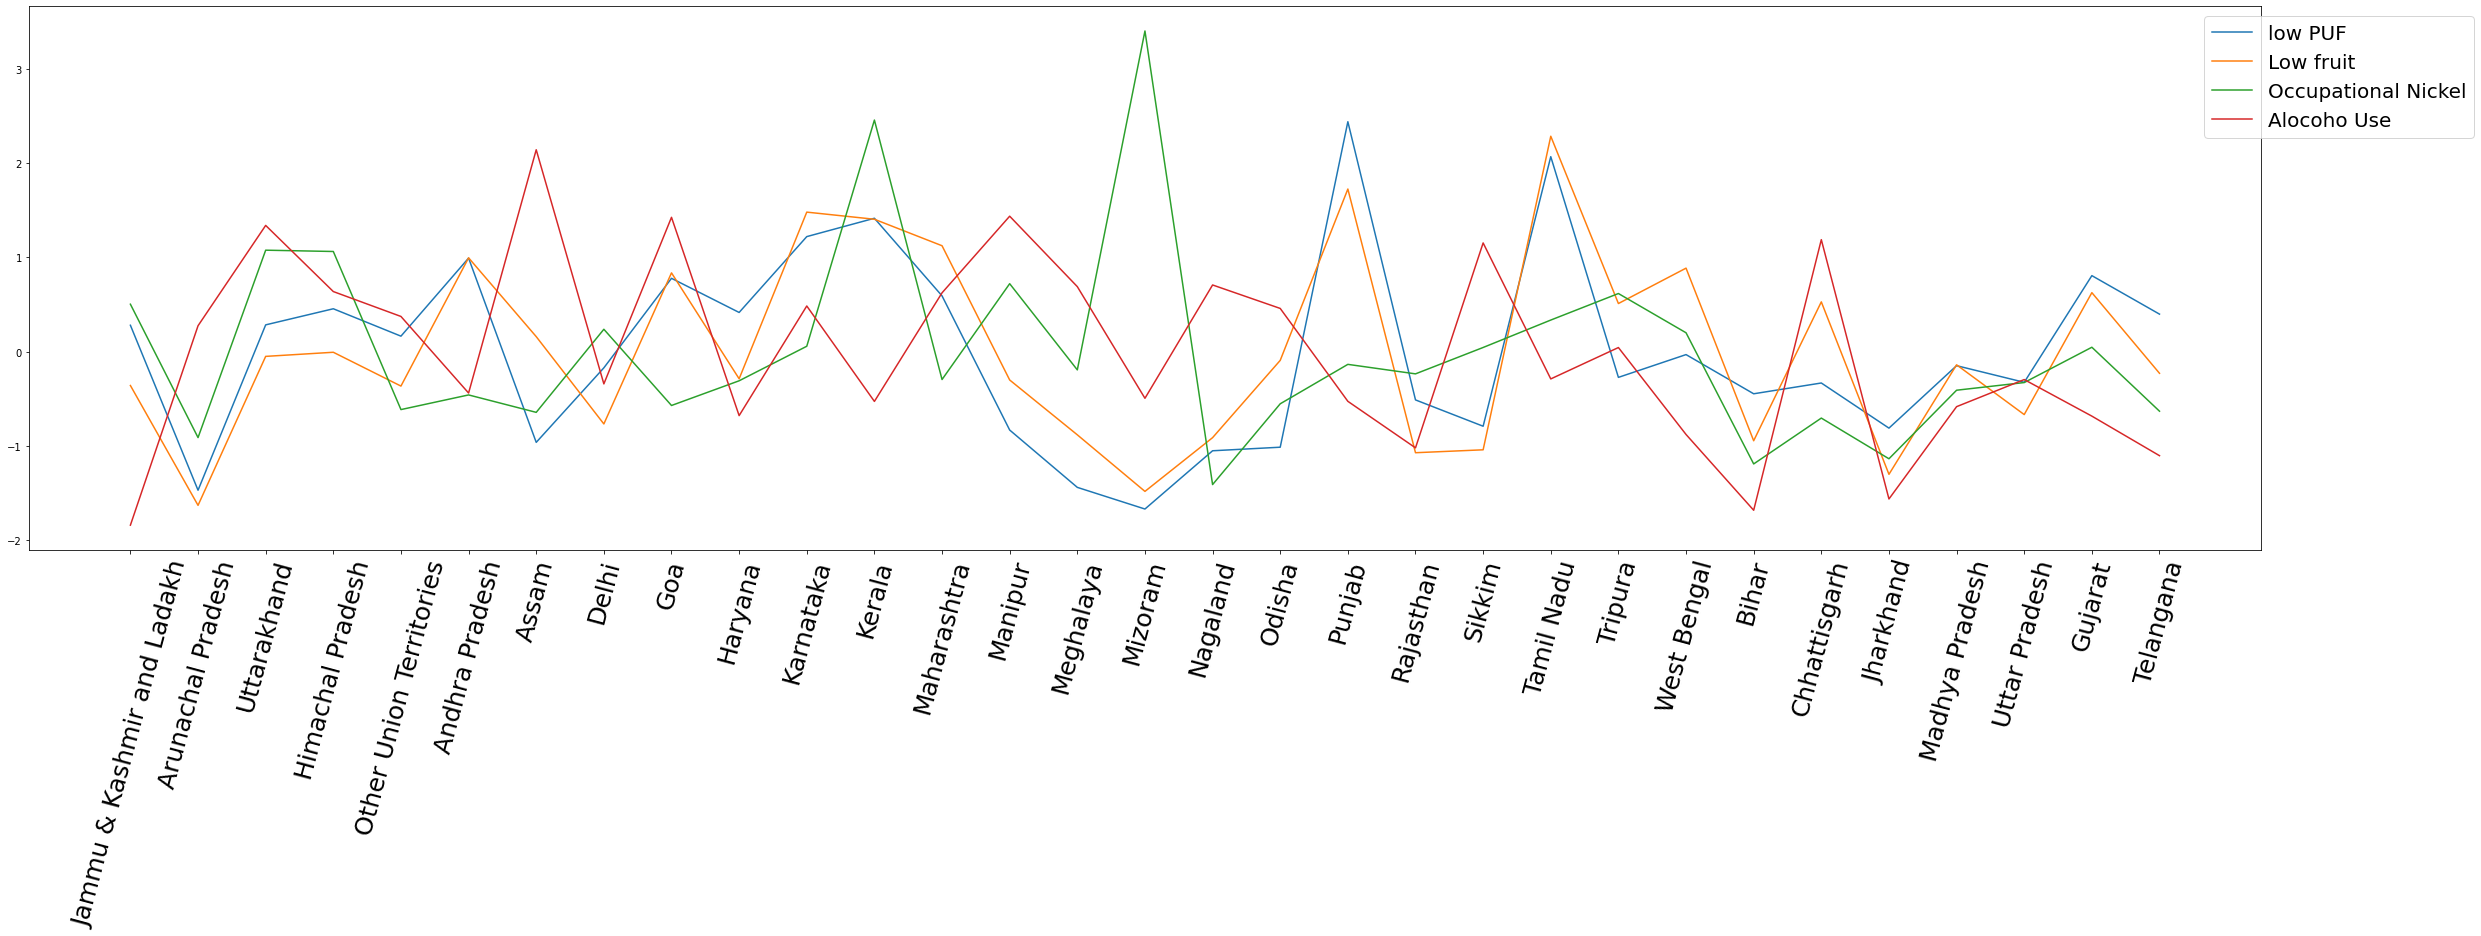 low PUF
Low fruit
Occupational Nickel
Alocoho Use
3
2
1
0
−1
−2
Jammu & Kashmir and Ladakh
Arunachal Pradesh
Uttarakhand
Himachal Pradesh
Other Union Territories
Andhra Pradesh
Assam
Delhi
Goa
Haryana
Karnataka
Kerala
Maharashtra
Manipur
Meghalaya
Mizoram
Nagaland
Odisha
Punjab
Rajasthan
Sikkim
Tamil Nadu
Tripura
West Bengal
Bihar
Chhattisgarh
Jharkhand
Madhya Pradesh
Uttar Pradesh
Gujarat
Telangana